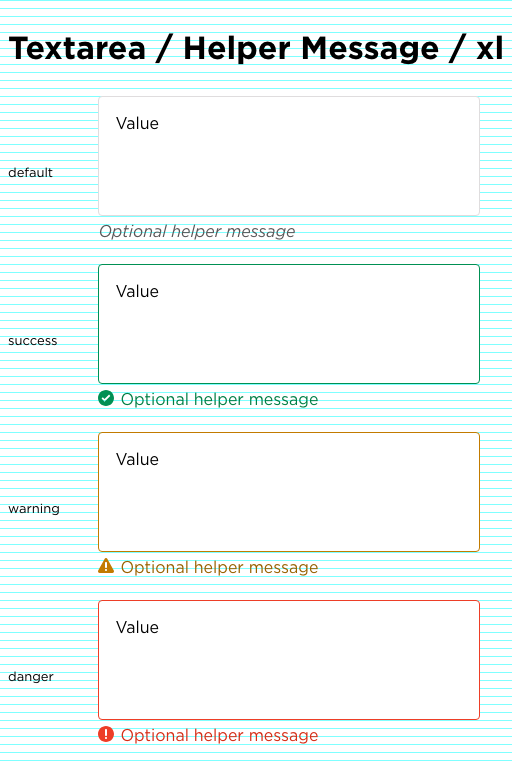 Textarea / Helper Message / xl
Value
default
Optional helper message
Value
success
Optional helper message
Value
warning
Optional helper message
Value
danger
Optional helper message